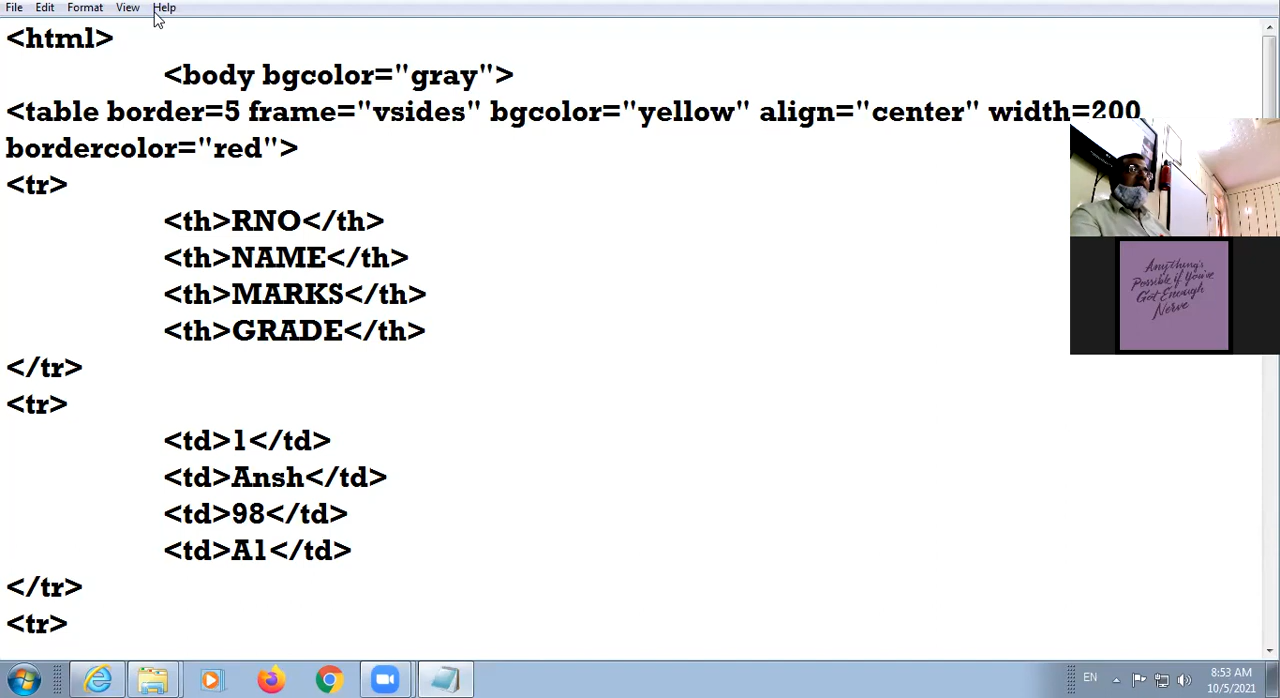 File Edit Format View Help
<html>
<body bgcolor="gray">
<table border=5 frame="vsides" bgcolor="yellow" align="center" width=200
bordercolor="red">
<tr>
<th>RNO</th>
<th>NAME</th>
<th>MARKS</th>
<th>GRADE</th>
</tr>
<tr>
<td>1</td>
<td>Ansh</td>
<td>98</td>
<td>A1</td>
</tr>
<tr>
Anything's
Possible if You've
Got Enough
Nerve
EN
8:53 AM
10/5/2021